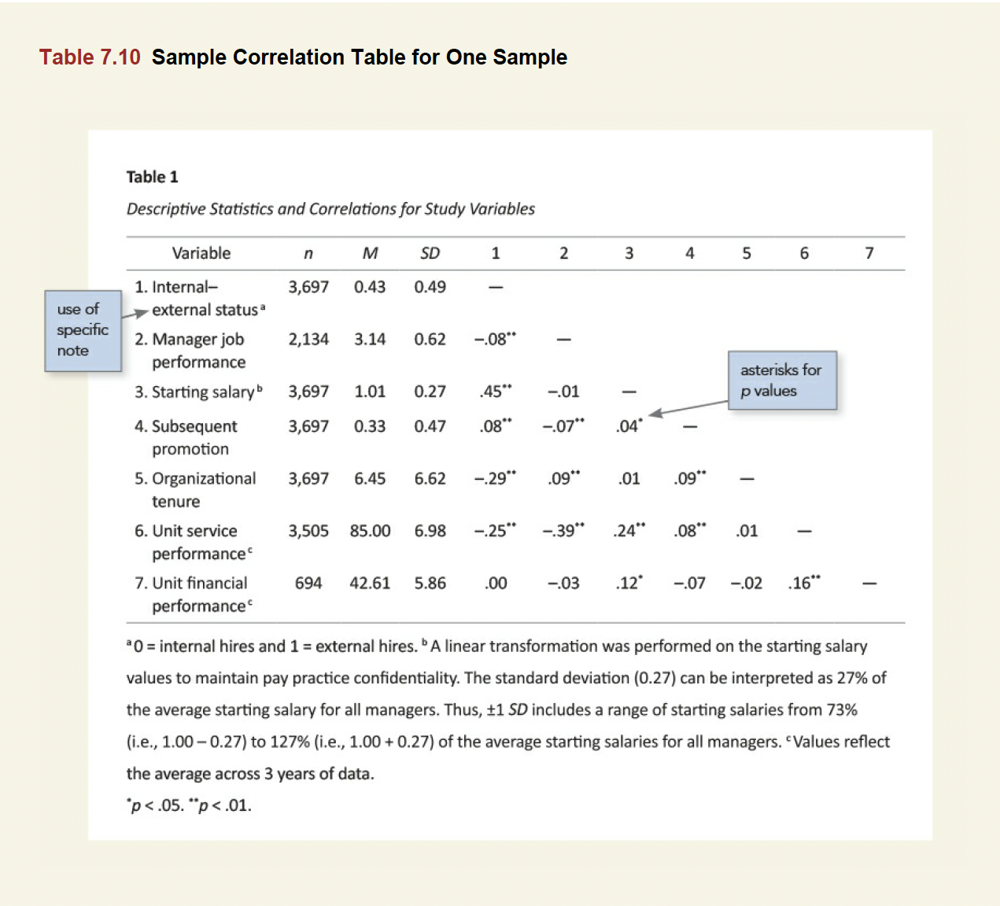 Table 7.10 Sample Correlation Table for One Sample
Table 1
Descriptive Statistics and Correlations for Study Variables
Variable n M SD 1 2 3 4 5 6 7
1. Internal– 3,697 0.43 0.49 —
external status a
2. Manager job 2,134 3.14 0.62 −.08** —
performance
3. Starting salary b 3,697 1.01 0.27 .45** −.01 —
4. Subsequent 3,697 0.33 0.47 .08** −.07** .04* —
promotion
5. Organizational 3,697 6.45 6.62 −.29** .09** .01 .09** —
tenure
6. Unit service 3,505 85.00 6.98 −.25** −.39** .24** .08** .01 —
performance c
7. Unit financial 694 42.61 5.86 .00 −.03 .12* −.07 −.02 .16** —
performance c
use of
specific
note
asterisks for
p values
a 0 = internal hires and 1 = external hires. b A linear transformation was performed on the starting salary
values to maintain pay practice confidentiality. The standard deviation (0.27) can be interpreted as 27% of
the average starting salary for all managers. Thus, ±1 SD includes a range of starting salaries from 73%
(i.e., 1.00 – 0.27) to 127% (i.e., 1.00 + 0.27) of the average starting salaries for all managers. c Values reflect
the average across 3 years of data.
*p < .05. **p < .01.